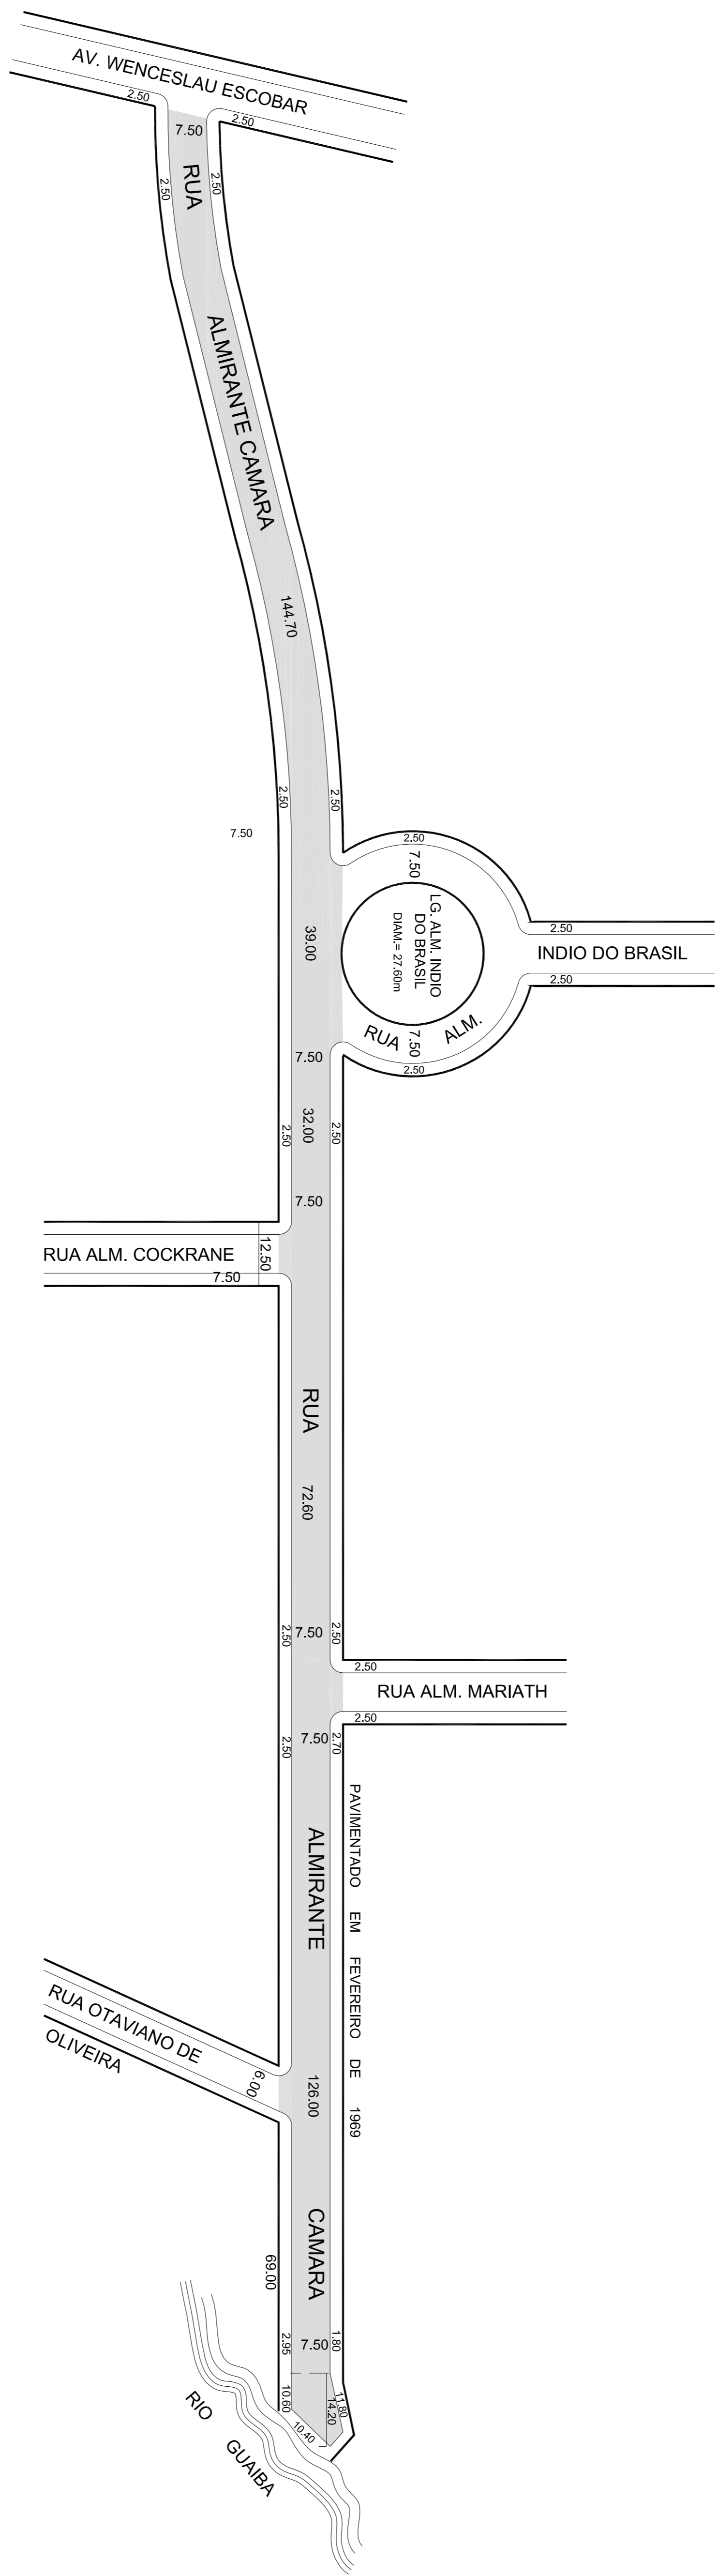 AV. WENCESLAU ESCOBAR
2.50
2.50
7.50
RUA
2.50
2.50
ALMIRANTE CAMARA
144.70
2.50
2.50
7.50
2.50
7.50
LG. ALM. INDIO
DO BRASIL
DIAM.= 27.60m
39.00
2.50
INDIO DO BRASIL
2.50
RUA
7.50
ALM.
2.50
7.50
32.00
2.50
2.50
7.50
RUA ALM. COCKRANE
12.50
7.50
RUA
72.60
2.50
7.50
2.50
2.50
RUA ALM. MARIATH
2.50
2.50
7.50
2.70
PAVIMENTADO EM FEVEREIRO DE 1969
ALMIRANTE
RUA OTAVIANO DE
OLIVEIRA
6.00
126.00
CAMARA
69.00
2.95
7.50
1.80
10.60
14.20
11.80
10.40
RIO
GUAIBA